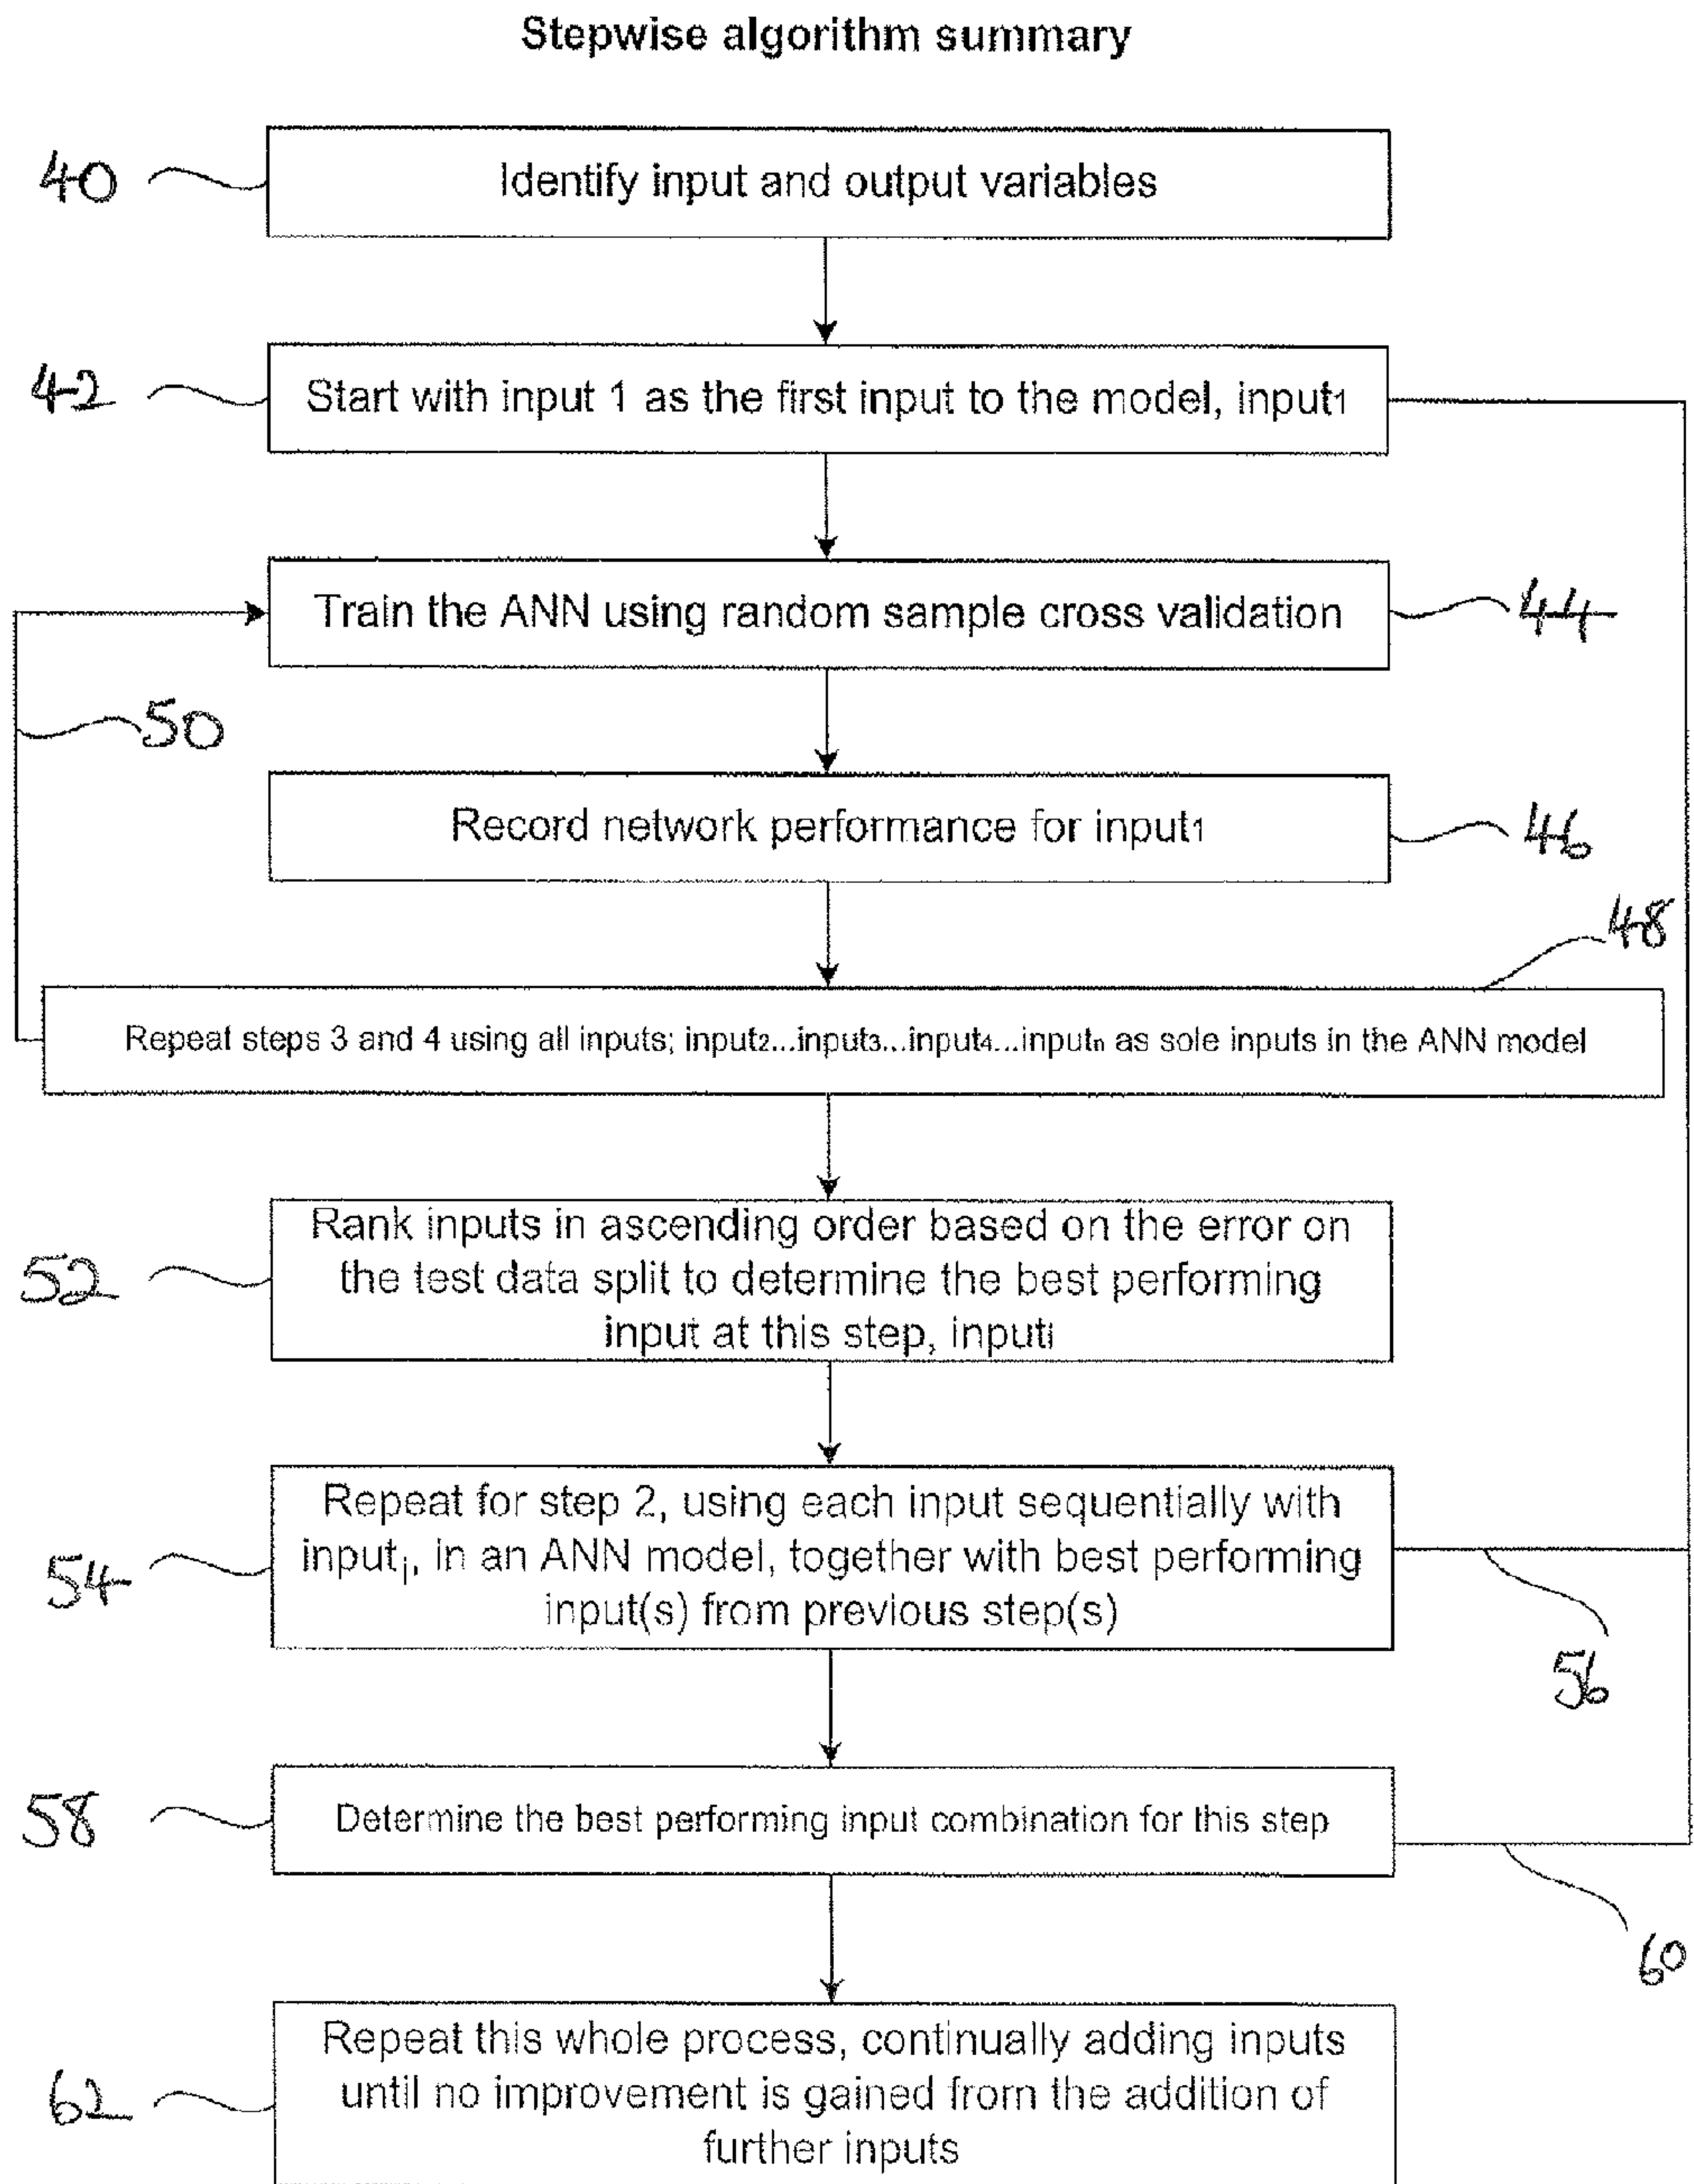 Stepwise algorithm summary
40
Identify input and output variables
42
Start with input 1 as the first input to the model, input₁
Train the ANN using random sample cross validation
44
50
Record network performance for input₁
46
48
Repeat steps 3 and 4 using all inputs; input₂...input₃...input₄...inputₙ as sole inputs in the ANN model
52
Rank inputs in ascending order based on the error on
the test data split to determine the best performing
input at this step, inputᵢ
54
Repeat for step 2, using each input sequentially with
inputᵢ, in an ANN model, together with best performing
input(s) from previous step(s)
56
58
Determine the best performing input combination for this step
60
62
Repeat this whole process, continually adding inputs
until no improvement is gained from the addition of
further inputs